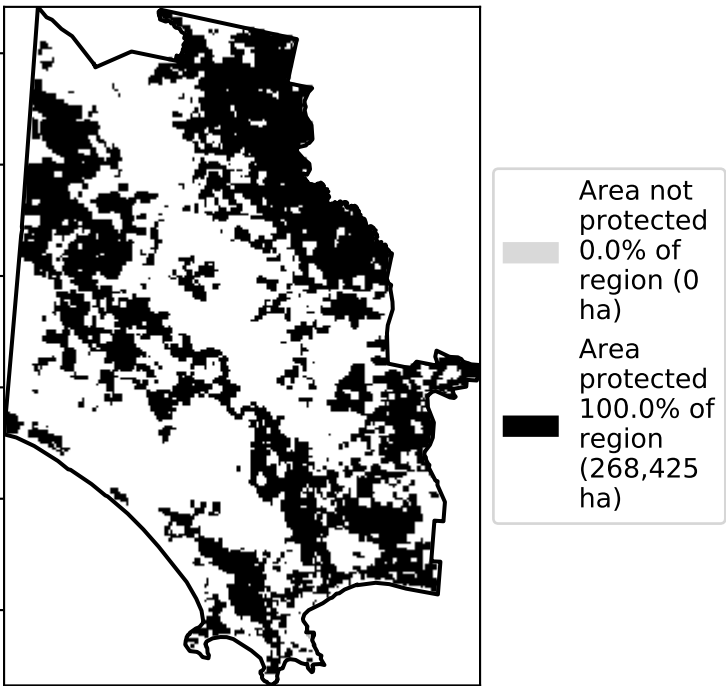 Area not
protected
0.0% of
region (0
ha)
Area
protected
100.0% of
region
(268,425
ha)